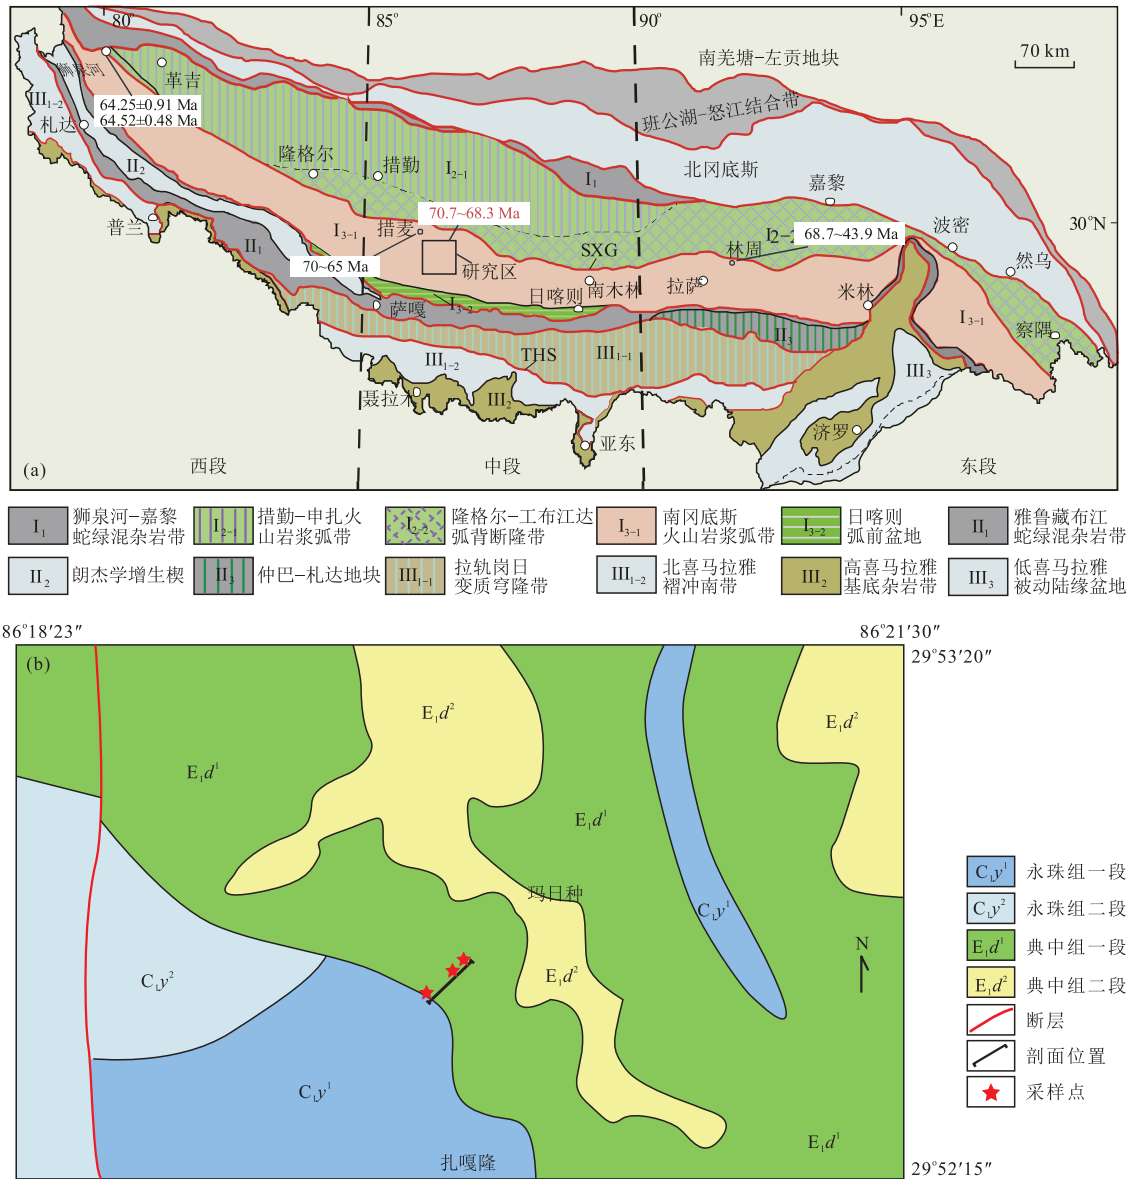 80°
85°
90°
95°E
70 km
南羌塘-左贡地块
班公湖-怒江结合带
北冈底斯
狮泉河
革吉
III₁₋₂
64.25±0.91 Ma
64.52±0.48 Ma
札达
II₂
隆格尔
措勤
I₂₋₁
I₁
嘉黎
30°N
普兰
I₃₋₁
70.7~68.3 Ma
措麦
I2-2
68.7~43.9 Ma
波密
II₁
70~65 Ma
研究区
SXG
林周
然乌
萨嘎
I₃₋₂
日喀则
南木林
拉萨
米林
I₃₋₁
察隅
II₃
III₁₋₂
THS
III₁₋₁
III₃
聂拉木
III₂
亚东
济罗
(a)
西段
中段
东段
I₁
狮泉河-嘉黎
蛇绿混杂岩带
I₂₋₁
措勤-申扎火
山岩浆弧带
I₂₋₂
隆格尔-工布江达
弧背断隆带
I₃₋₁
南冈底斯
火山岩浆弧带
I₃₋₂
日喀则
弧前盆地
II₁
雅鲁藏布江
蛇绿混杂岩带
II₂
朗杰学增生楔
II₃
仲巴-札达地块
III₁₋₁
拉轨岗日
变质穹隆带
III₁₋₂
北喜马拉雅
褶冲南带
III₂
高喜马拉雅
基底杂岩带
III₃
低喜马拉雅
被动陆缘盆地
86°18′23″
86°21′30″
(b)
29°53′20″
E₁d²
E₁d²
E₁d¹
E₁d¹
C₁y¹
永珠组一段
玛日种
C₁y¹
C₁y²
永珠组二段
N
E₁d¹
典中组一段
C₁y²
E₁d²
E₁d²
典中组二段
断层
剖面位置
C₁y¹
采样点
E₁d¹
扎嘎隆
29°52′15″